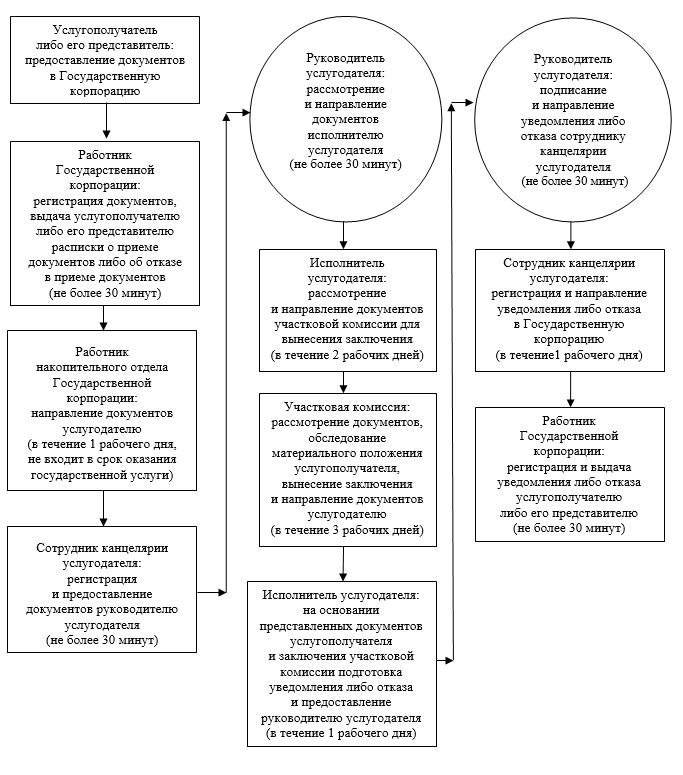 Услугополучатель
либо его представитель:
предоставление документов
в Государственную
корпорацию
Работник
Государственной
корпорации:
регистрация документов,
выдача услугополучателю
либо его представителю
расписки о приеме
документов либо об отказе
в приеме документов
(не более 30 минут)
Работник
накопительного отдела
Государственной
корпорации:
направление документов
услугодателю
(в течение 1 рабочего дня,
не входит в срок оказания
государственной услуги)
Сотрудник канцелярии
услугодателя:
регистрация
и предоставление
документов руководителю
услугодателя
(не более 30 минут)
Руководитель
услугодателя:
рассмотрение
и направление
документов
исполнителю
услугодателя
(не более 30 минут)
Исполнитель
услугодателя:
рассмотрение
и направление документов
участковой комиссии для
вынесения заключения
(в течение 2 рабочих дней)
Участковая комиссия:
рассмотрение документов,
обследование
материального положения
услугополучателя,
вынесение заключения
и направление документов
услугодателю
(в течение 3 рабочих дней)
Исполнитель услугодателя:
на основании
представленных документов
услугополучателя
и заключения участковой
комиссии подготовка
уведомления либо отказа
и предоставление
руководителю услугодателя
(в течение 1 рабочего дня)
Руководитель
услугодателя:
подписание
и направление
уведомления либо
отказа сотруднику
канцелярии
услугодателя
(не более 30 минут)
Сотрудник канцелярии
услугодателя:
регистрация и направление
уведомления либо отказа
в Государственную
корпорацию
(в течение1 рабочего дня)
Работник
Государственной
корпорации:
регистрация и выдача
уведомления либо отказа
услугополучателю
либо его представителю
(не более 30 минут)